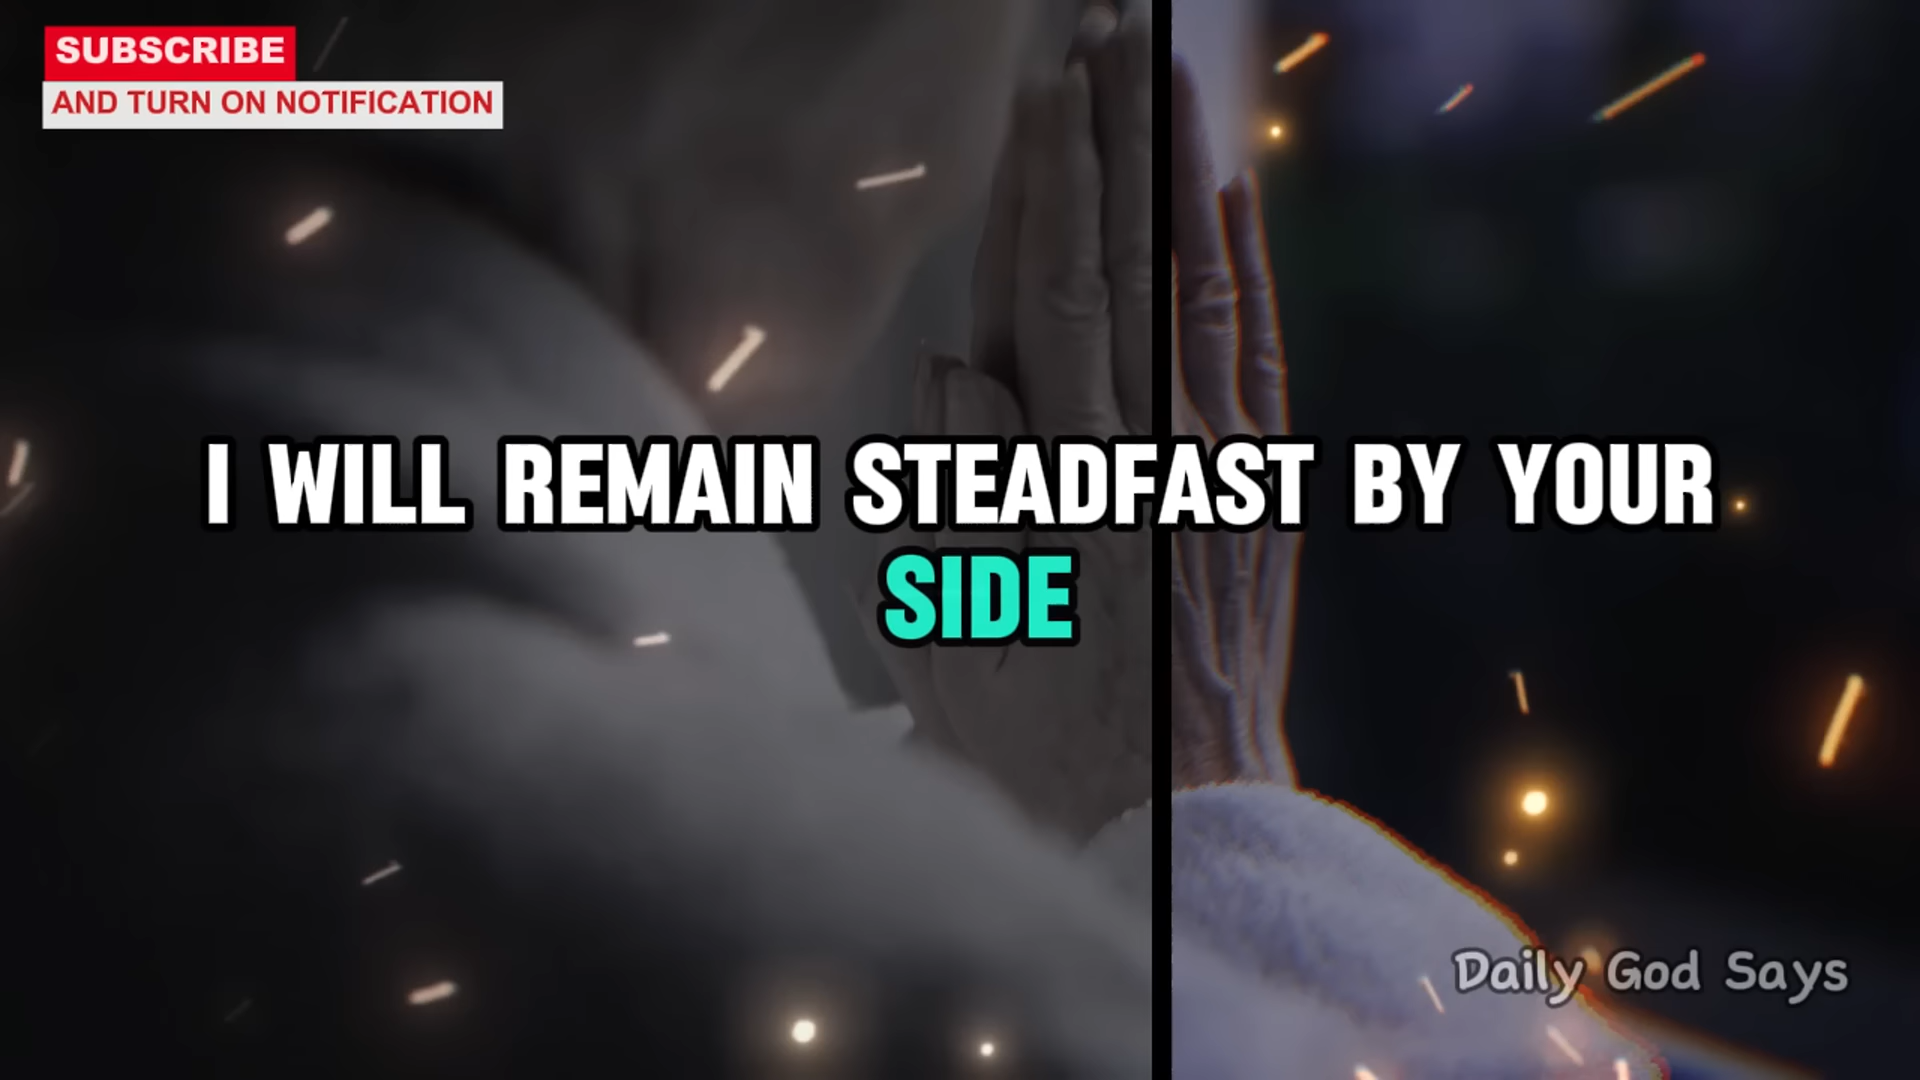 SUBSCRIBE
AND TURN ON NOTIFICATION
I WILL REMAIN STEADFAST BY YOUR
SIDE
Daily God Says